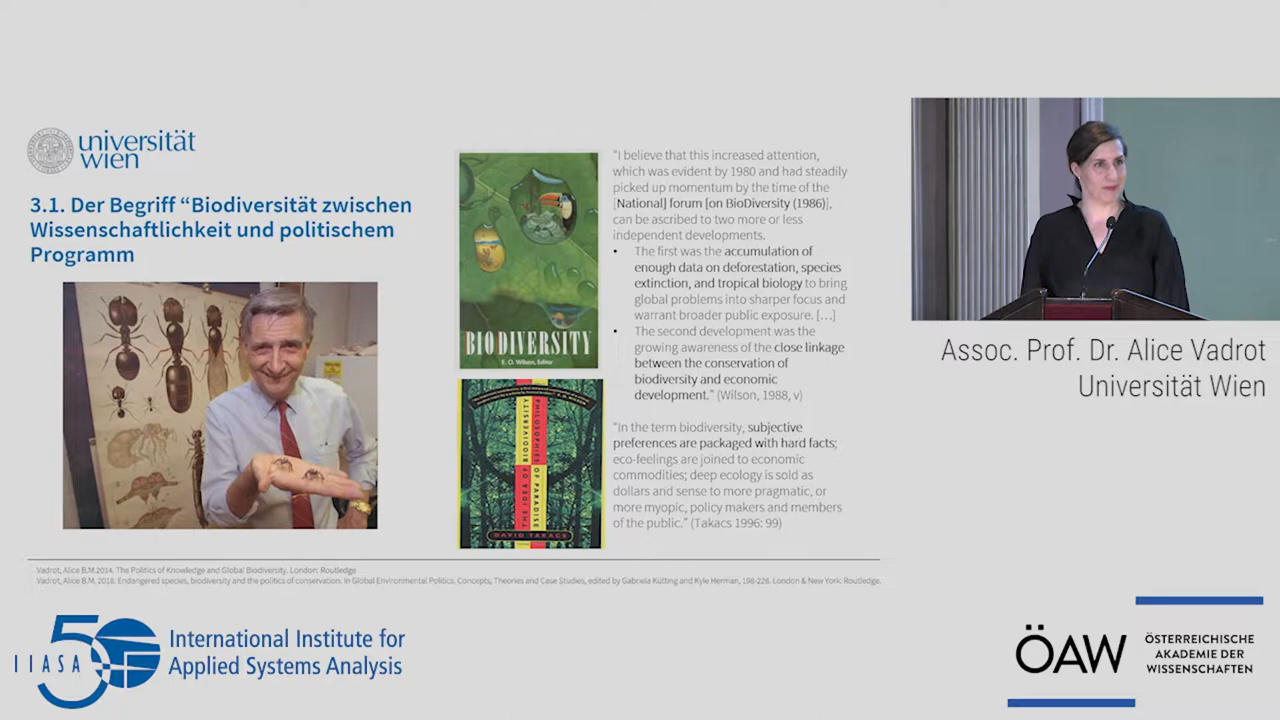 universität
wien
3.1. Der Begriff “Biodiversität zwischen
Wissenschaftlichkeit und politischem
Programm
BIODIVERSITY
E. O. Wilson, Editor
THE IDEA OF BIODIVERSITY
PHILOSOPHIES OF PARADISE
DAVID TAKACS
"I believe that this increased attention,
which was evident by 1980 and had steadily
picked up momentum by the time of the
[National] forum [on BioDiversity (1986)],
can be ascribed to two more or less
independent developments.
• The first was the accumulation of
enough data on deforestation, species
extinction, and tropical biology to bring
global problems into sharper focus and
warrant broader public exposure. […]
• The second development was the
growing awareness of the close linkage
between the conservation of
biodiversity and economic
development." (Wilson, 1988, v)
"In the term biodiversity, subjective
preferences are packaged with hard facts;
eco-feelings are joined to economic
commodities; deep ecology is sold as
dollars and sense to more pragmatic, or
more myopic, policy makers and members
of the public." (Takacs 1996: 99)
Vadrot, Alice B.M.2014. The Politics of Knowledge and Global Biodiversity. London: Routledge
Vadrot, Alice B.M. 2018. Endangered species, biodiversity and the politics of conservation. In Global Environmental Politics. Concepts, Theories and Case Studies, edited by Gabriela Kütting and Kyle Herman, 198-226. London & New York: Routledge.
Assoc. Prof. Dr. Alice Vadrot
Universität Wien
IIASA 50
International Institute for
Applied Systems Analysis
ÖAW
ÖSTERREICHISCHE
AKADEMIE DER
WISSENSCHAFTEN